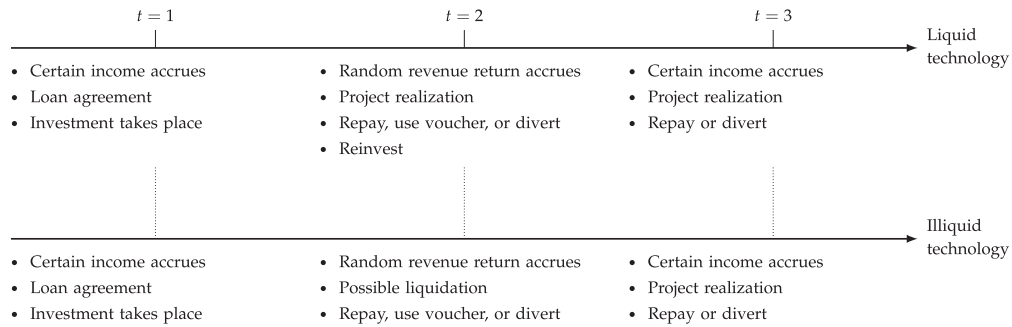 t = 1
t = 2
t = 3
Liquid
technology
• Certain income accrues
• Loan agreement
• Investment takes place
• Random revenue return accrues
• Project realization
• Repay, use voucher, or divert
• Reinvest
• Certain income accrues
• Project realization
• Repay or divert
Illiquid
technology
• Certain income accrues
• Loan agreement
• Investment takes place
• Random revenue return accrues
• Possible liquidation
• Repay, use voucher, or divert
• Certain income accrues
• Project realization
• Repay or divert